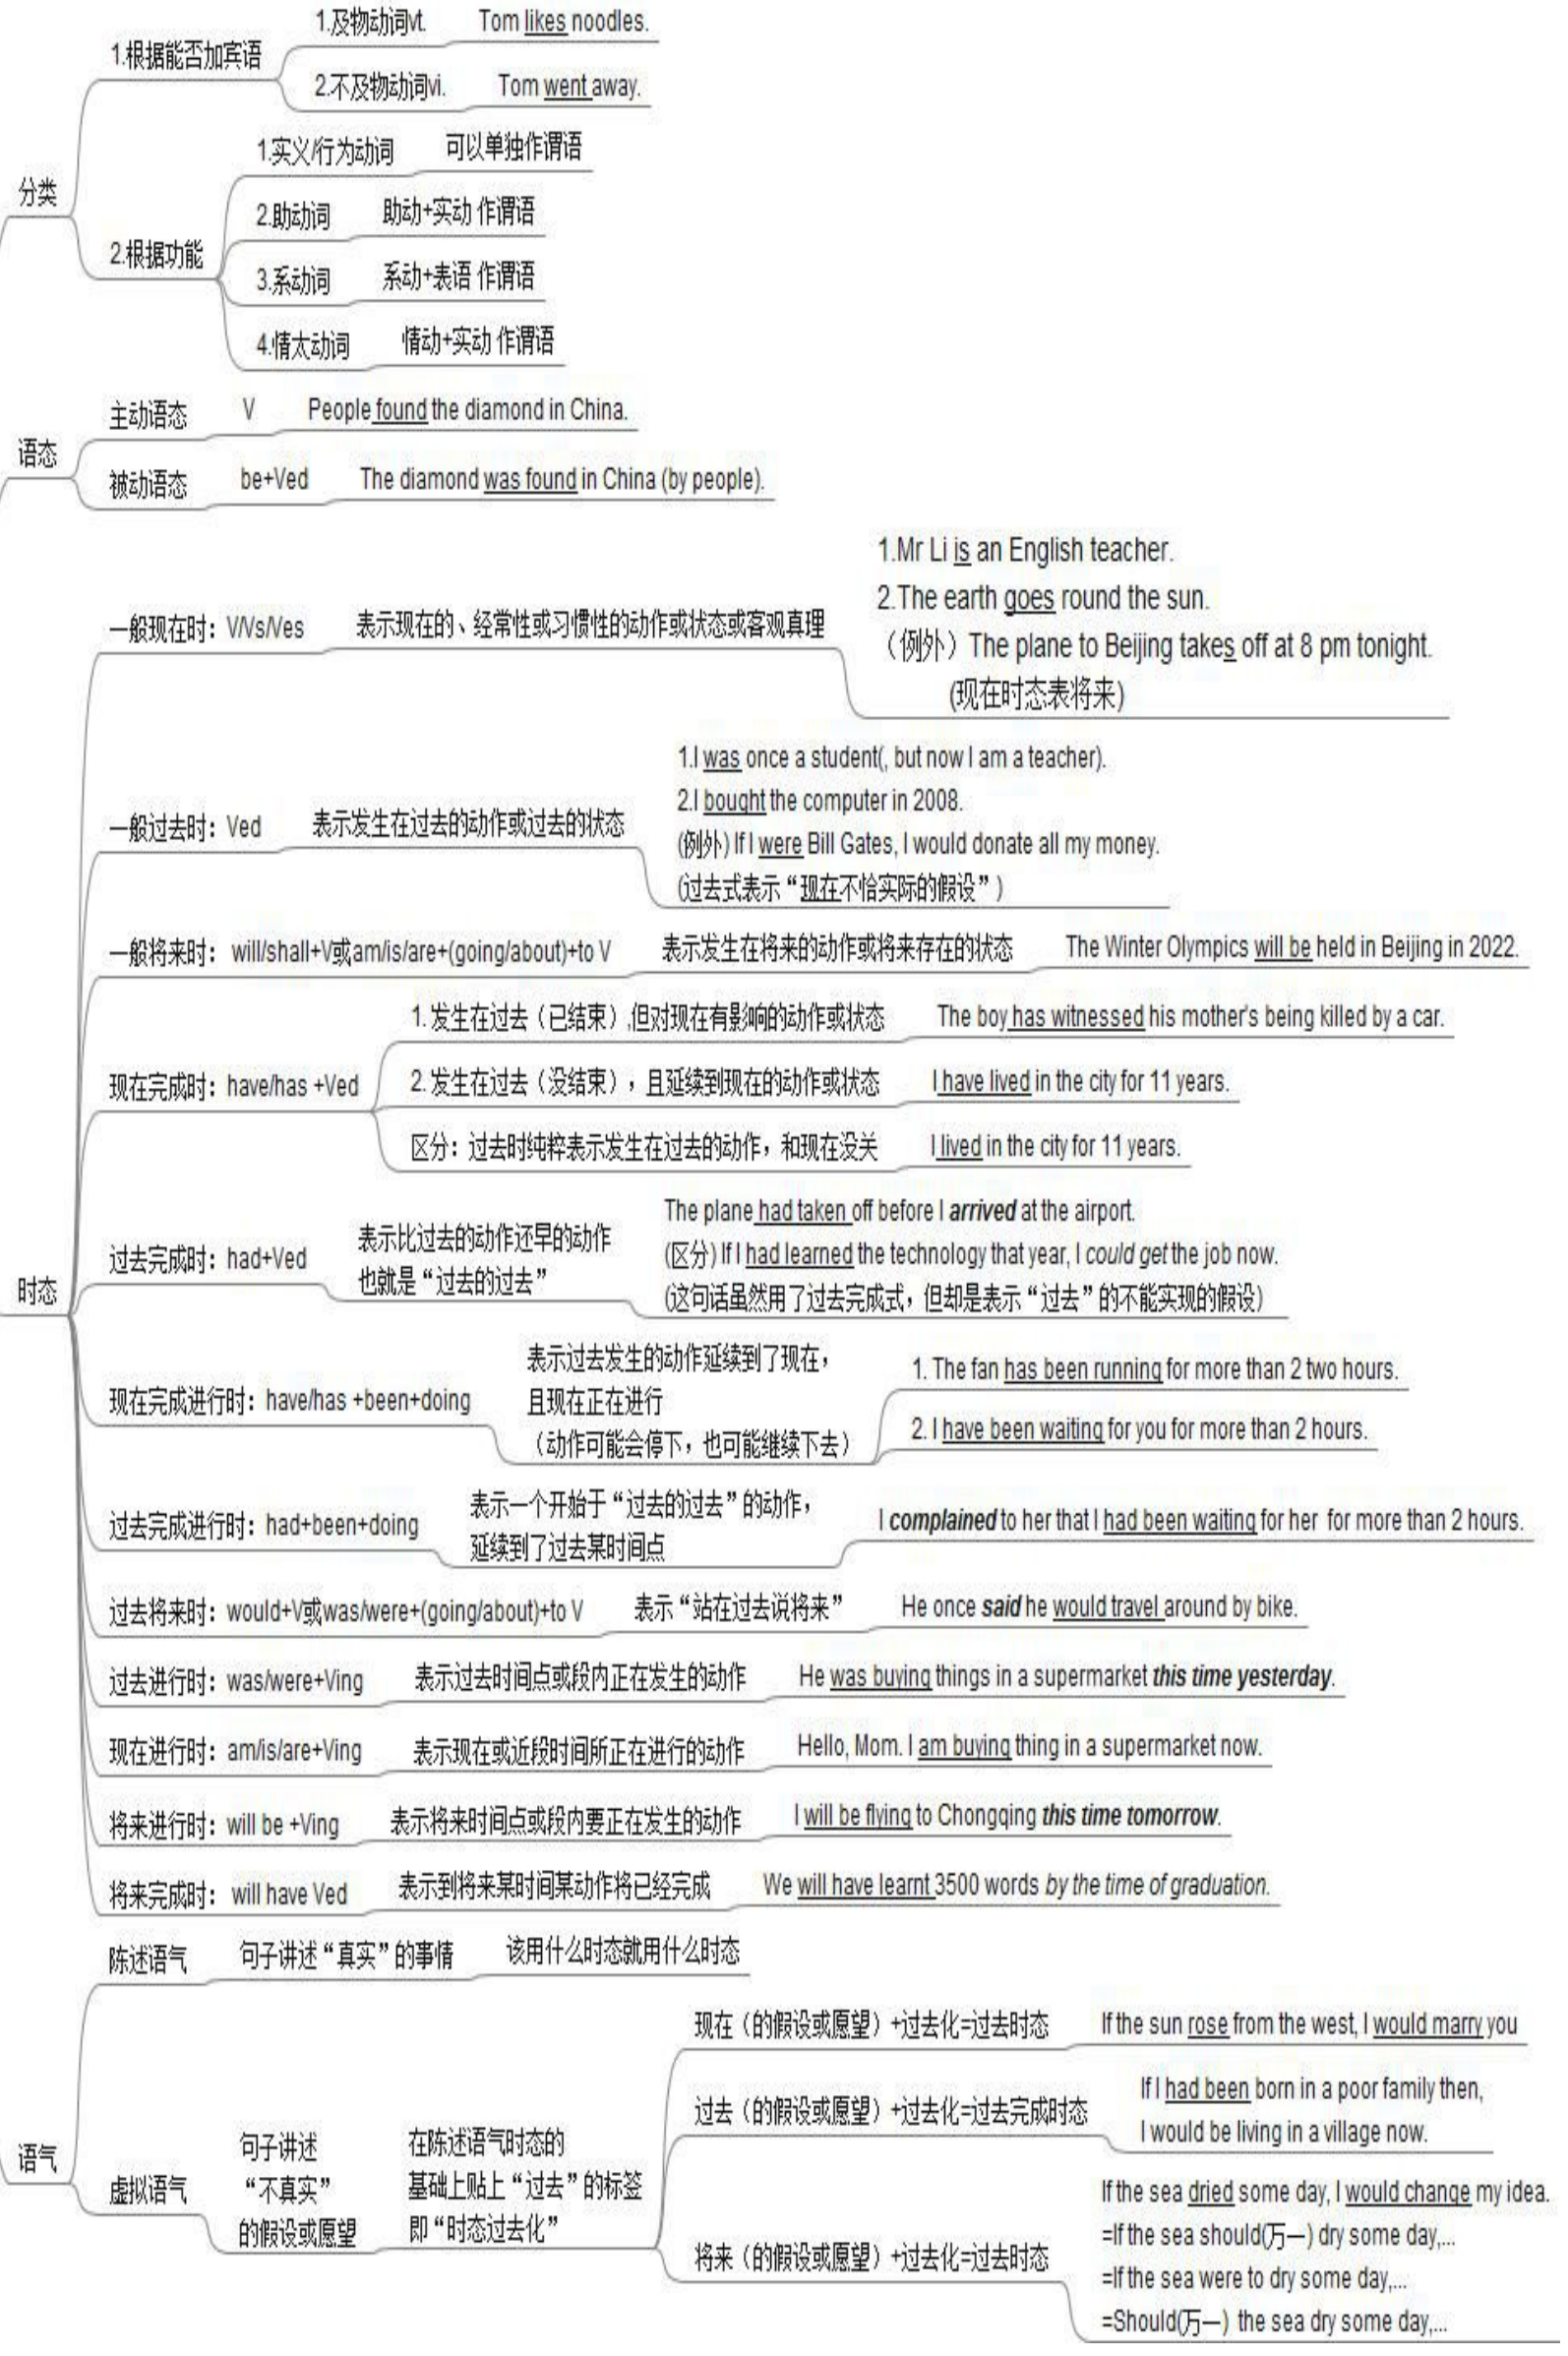 分类
1.根据能否加宾语
1.及物动词vt.
Tom likes noodles.
2.不及物动词vi.
Tom went away.
2.根据功能
1.实义/行为动词
可以单独作谓语
2.助动词
助动+实动 作谓语
3.系动词
系动+表语 作谓语
4.情太动词
情动+实动 作谓语
语态
主动语态
V
People found the diamond in China.
被动语态
be+Ved
The diamond was found in China (by people).
时态
一般现在时：V/Vs/Ves
表示现在的、经常性或习惯性的动作或状态或客观真理
1.Mr Li is an English teacher.
2.The earth goes round the sun.
（例外）The plane to Beijing takes off at 8 pm tonight.
(现在时态表将来)
一般过去时：Ved
表示发生在过去的动作或过去的状态
1.I was once a student(, but now I am a teacher).
2.I bought the computer in 2008.
(例外) If I were Bill Gates, I would donate all my money.
(过去式表示“现在不恰实际的假设”)
一般将来时： will/shall+V或am/is/are+(going/about)+to V
表示发生在将来的动作或将来存在的状态
The Winter Olympics will be held in Beijing in 2022.
现在完成时：have/has +Ved
1. 发生在过去（已结束）,但对现在有影响的动作或状态
The boy has witnessed his mother's being killed by a car.
2. 发生在过去（没结束），且延续到现在的动作或状态
I have lived in the city for 11 years.
区分：过去时纯粹表示发生在过去的动作，和现在没关
I lived in the city for 11 years.
过去完成时：had+Ved
表示比过去的动作还早的动作
也就是“过去的过去”
The plane had taken off before I arrived at the airport.
(区分) If I had learned the technology that year, I could get the job now.
(这句话虽然用了过去完成式，但却是表示“过去”的不能实现的假设)
现在完成进行时：have/has +been+doing
表示过去发生的动作延续到了现在，
且现在正在进行
（动作可能会停下，也可能继续下去）
1. The fan has been running for more than 2 two hours.
2. I have been waiting for you for more than 2 hours.
过去完成进行时：had+been+doing
表示一个开始于“过去的过去”的动作，
延续到了过去某时间点
I complained to her that I had been waiting for her for more than 2 hours.
过去将来时：would+V或was/were+(going/about)+to V
表示“站在过去说将来”
He once said he would travel around by bike.
过去进行时：was/were+Ving
表示过去时间点或段内正在发生的动作
He was buying things in a supermarket this time yesterday.
现在进行时：am/is/are+Ving
表示现在或近段时间所正在进行的动作
Hello, Mom. I am buying thing in a supermarket now.
将来进行时：will be +Ving
表示将来时间点或段内要正在发生的动作
I will be flying to Chongqing this time tomorrow.
将来完成时： will have Ved
表示到将来某时间某动作将已经完成
We will have learnt 3500 words by the time of graduation.
语气
陈述语气
句子讲述“真实”的事情
该用什么时态就用什么时态
虚拟语气
句子讲述
“不真实”
的假设或愿望
在陈述语气时态的
基础上贴上“过去”的标签
即“时态过去化”
现在（的假设或愿望）+过去化=过去时态
If the sun rose from the west, I would marry you
过去（的假设或愿望）+过去化=过去完成时态
If I had been born in a poor family then,
I would be living in a village now.
将来（的假设或愿望）+过去化=过去时态
If the sea dried some day, I would change my idea.
=If the sea should(万一) dry some day,...
=If the sea were to dry some day,...
=Should(万一) the sea dry some day,...